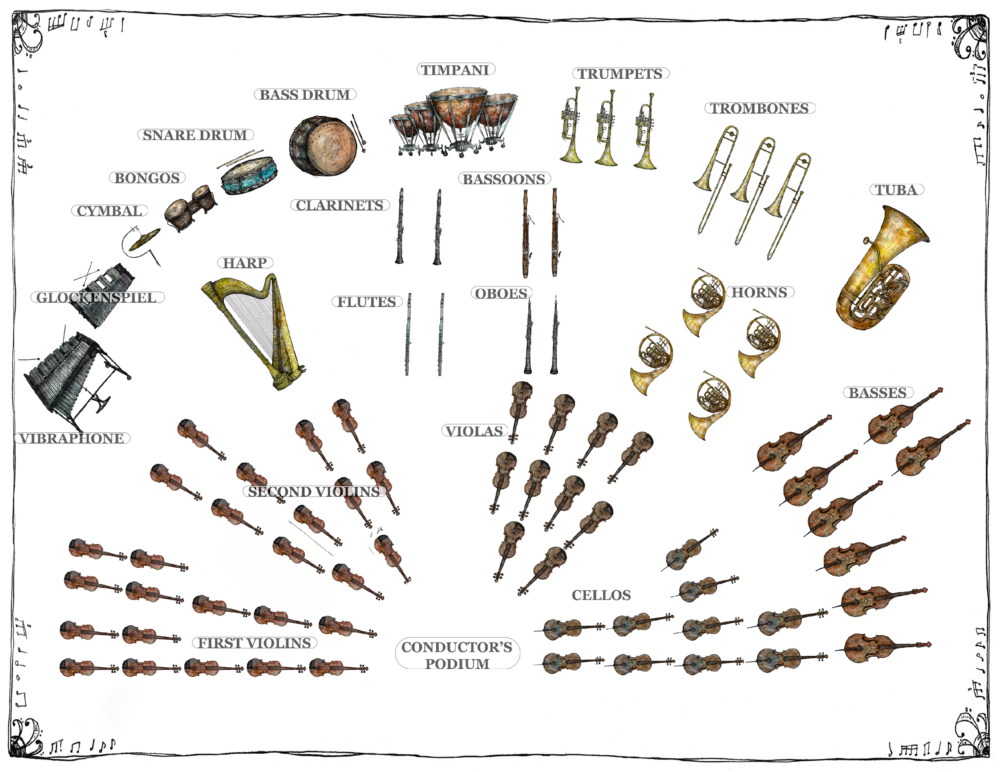 TIMPANI
TRUMPETS
BASS DRUM
TROMBONES
SNARE DRUM
BONGOS
BASSOONS
TUBA
CLARINETS
CYMBAL
HARP
HORNS
OBOES
GLOCKENSPIEL
FLUTES
BASSES
VIOLAS
VIBRAPHONE
SECOND VIOLINS
CELLOS
FIRST VIOLINS
CONDUCTOR'S
PODIUM